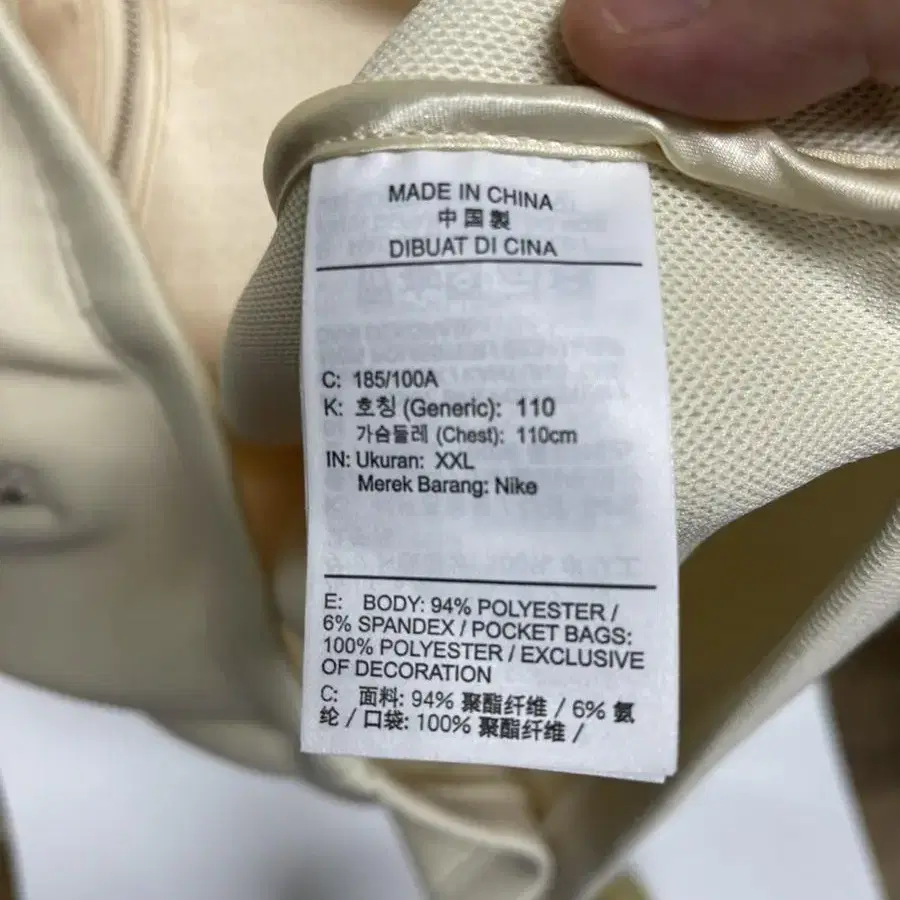 MADE IN CHINA
中国製
DIBUAT DI CINA
C: 185/100A
K: 호칭 (Generic): 110
가슴둘레 (Chest): 110cm
IN: Ukuran: XXL
Merek Barang: Nike
E: BODY: 94% POLYESTER /
6% SPANDEX / POCKET BAGS:
100% POLYESTER / EXCLUSIVE
OF DECORATION
C: 面料: 94% 聚酯纤维 / 6% 氨
纶 / 口袋: 100% 聚酯纤维 /